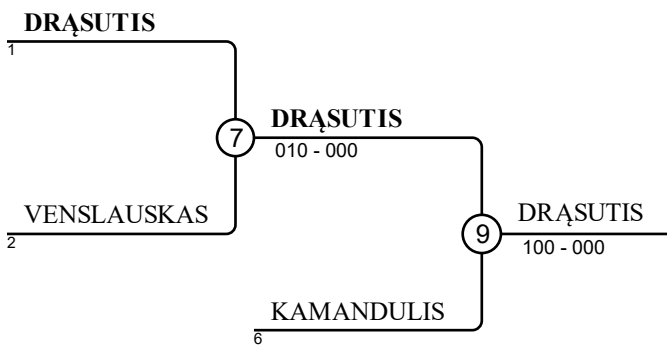 DRĄSUTIS
1
7
DRĄSUTIS
010 - 000
VENSLAUSKAS
2
9
DRĄSUTIS
100 - 000
KAMANDULIS
6